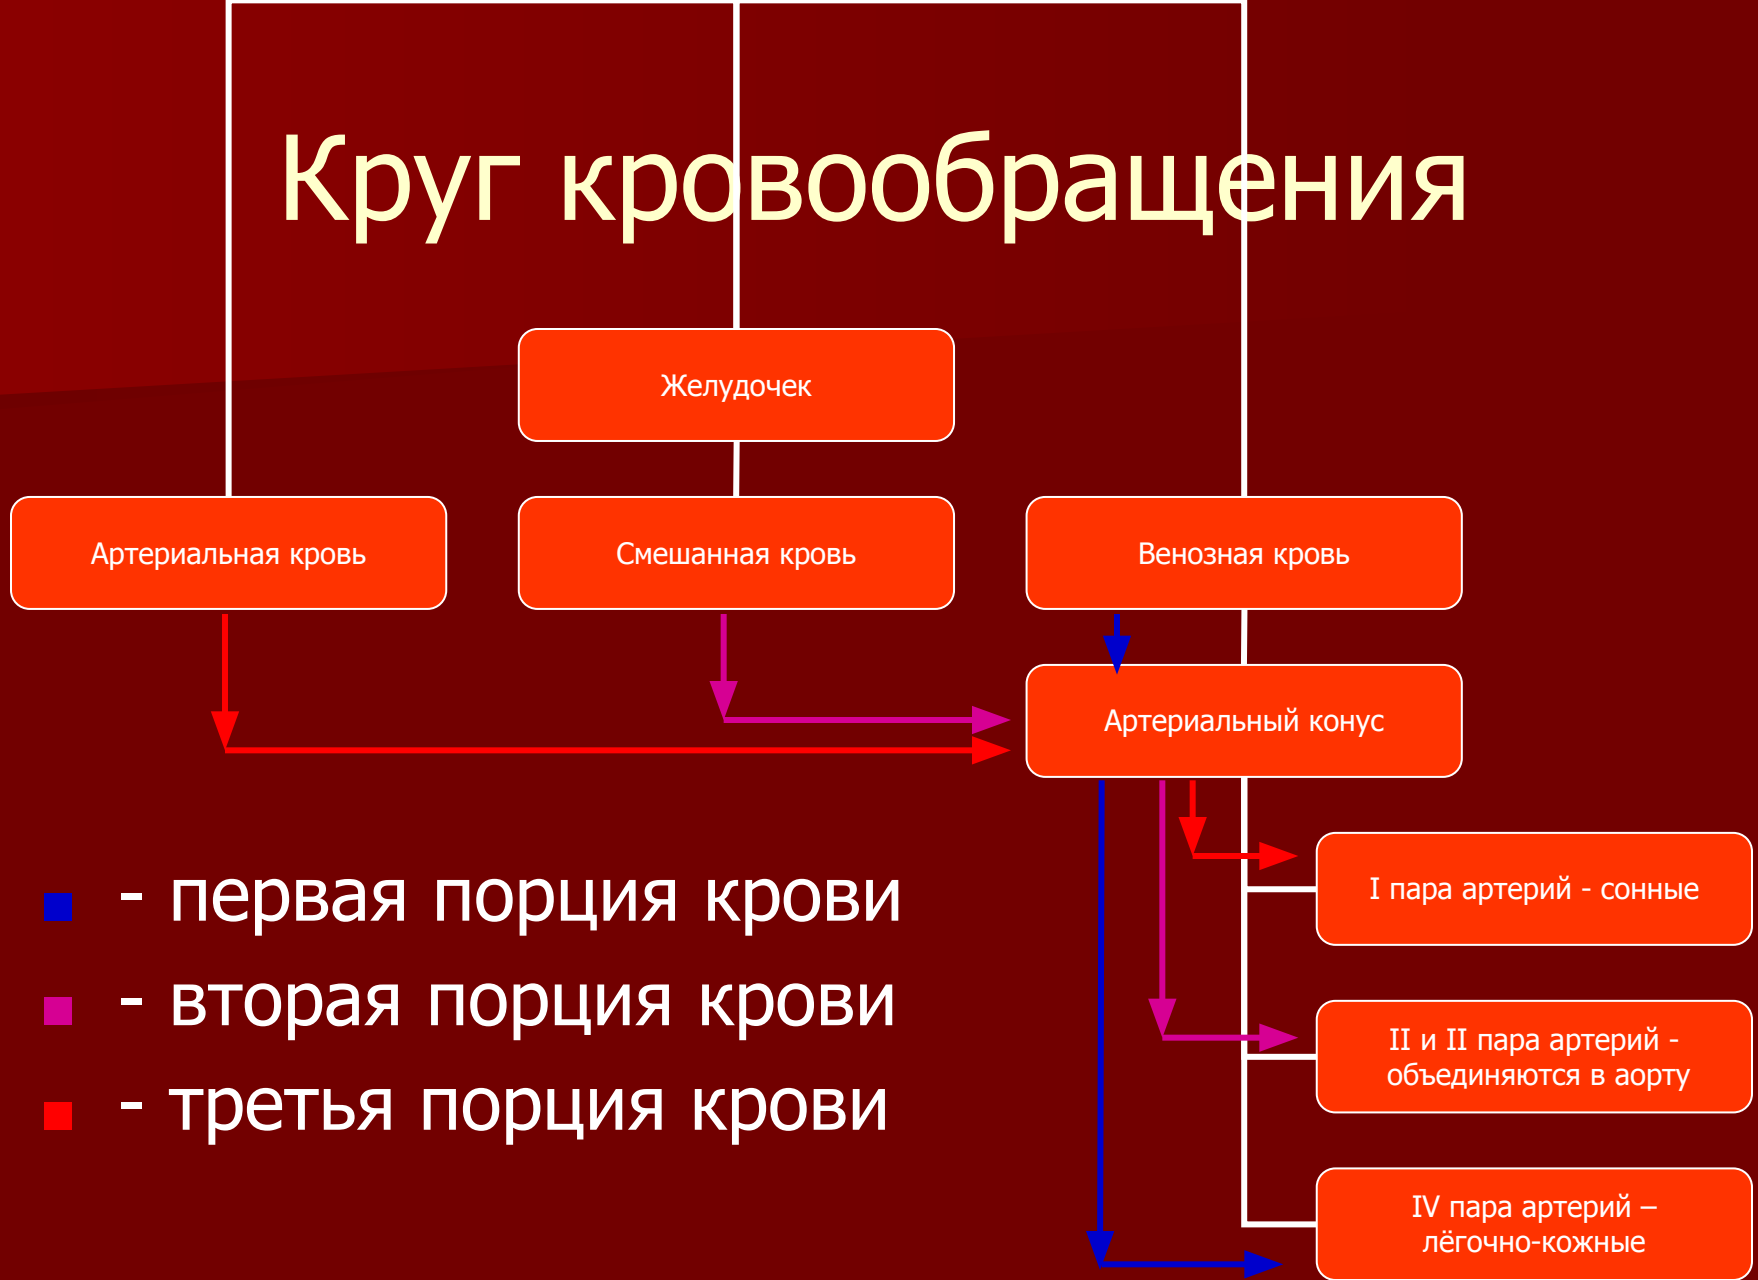 Круг кровообращения
Желудочек
Артериальная кровь
Смешанная кровь
Венозная кровь
Артериальный конус
- первая порция крови
- вторая порция крови
- третья порция крови
I пара артерий - сонные
II и II пара артерий -
объединяются в аорту
IV пара артерий –
лёгочно-кожные